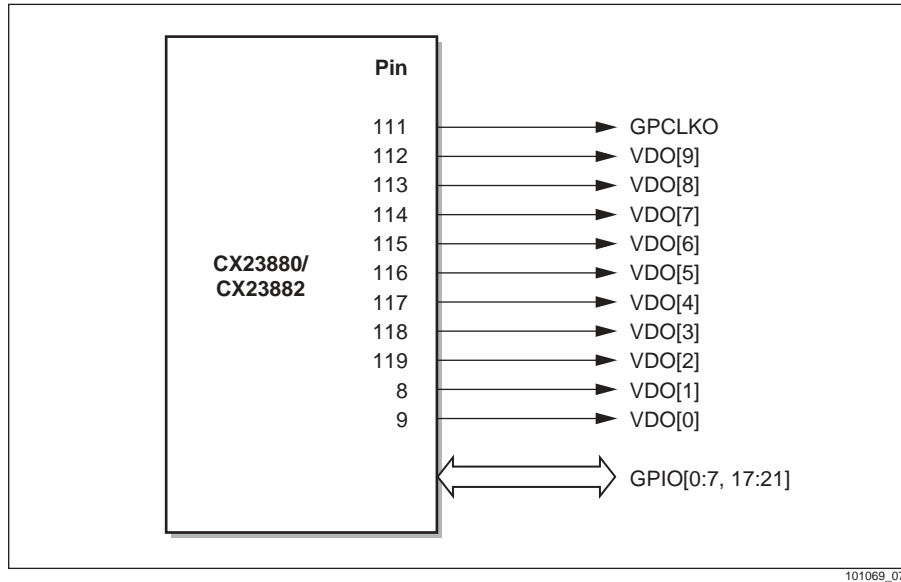 Pin
111 GPCLKO
112 VDO[9]
113 VDO[8]
114 VDO[7]
115 VDO[6]
CX23880/
CX23882
116 VDO[5]
117 VDO[4]
118 VDO[3]
119 VDO[2]
8 VDO[1]
9 VDO[0]
GPIO[0:7, 17:21]